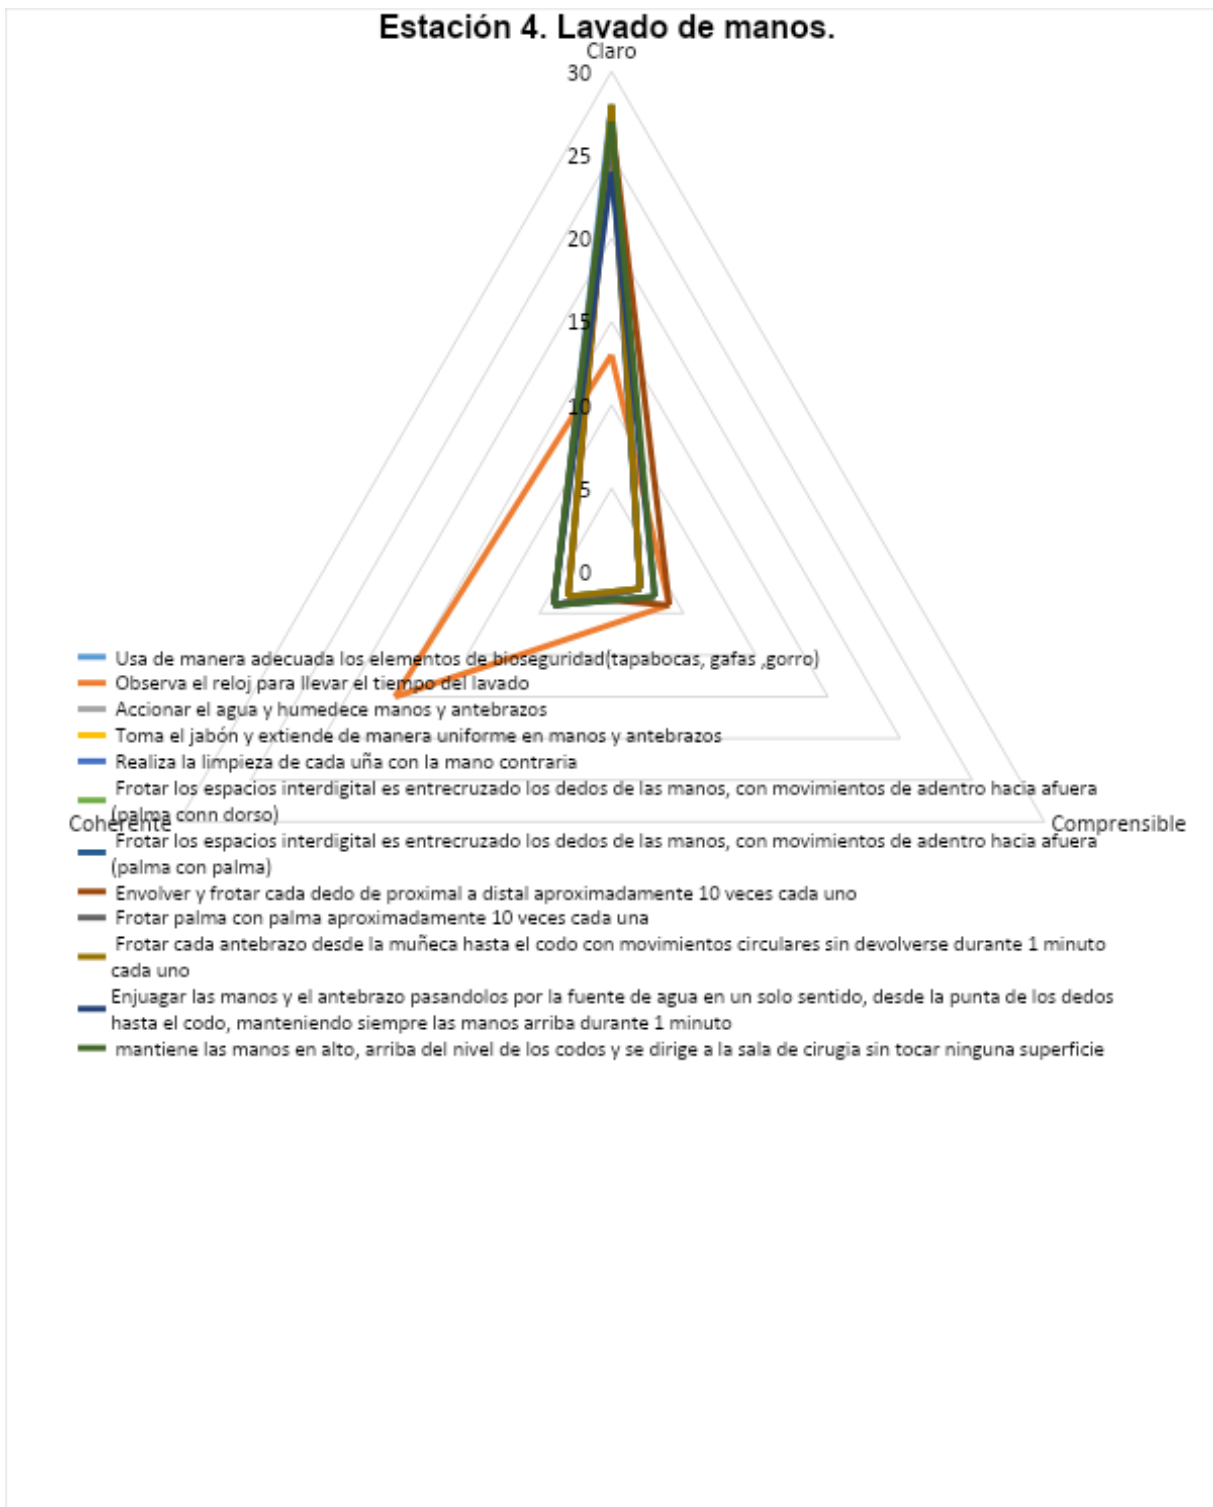 Estación 4. Lavado de manos.
Claro
30
25
20
15
10
5
0
Usa de manera adecuada los elementos de bioseguridad(tapabocas, gafas ,gorro)
Observa el reloj para llevar el tiempo del lavado
Accionar el agua y humedece manos y antebrazos
Toma el jabón y extiende de manera uniforme en manos y antebrazos
Realiza la limpieza de cada uña con la mano contraria
Frotar los espacios interdigital es entrecruzado los dedos de las manos, con movimientos de adentro hacia afuera
(palma conn dorso)
Coherente
Comprensible
Frotar los espacios interdigital es entrecruzado los dedos de las manos, con movimientos de adentro hacia afuera
(palma con palma)
Envolver y frotar cada dedo de proximal a distal aproximadamente 10 veces cada uno
Frotar palma con palma aproximadamente 10 veces cada una
Frotar cada antebrazo desde la muñeca hasta el codo con movimientos circulares sin devolverse durante 1 minuto
cada uno
Enjuagar las manos y el antebrazo pasandolos por la fuente de agua en un solo sentido, desde la punta de los dedos
hasta el codo, manteniendo siempre las manos arriba durante 1 minuto
mantiene las manos en alto, arriba del nivel de los codos y se dirige a la sala de cirugia sin tocar ninguna superficie